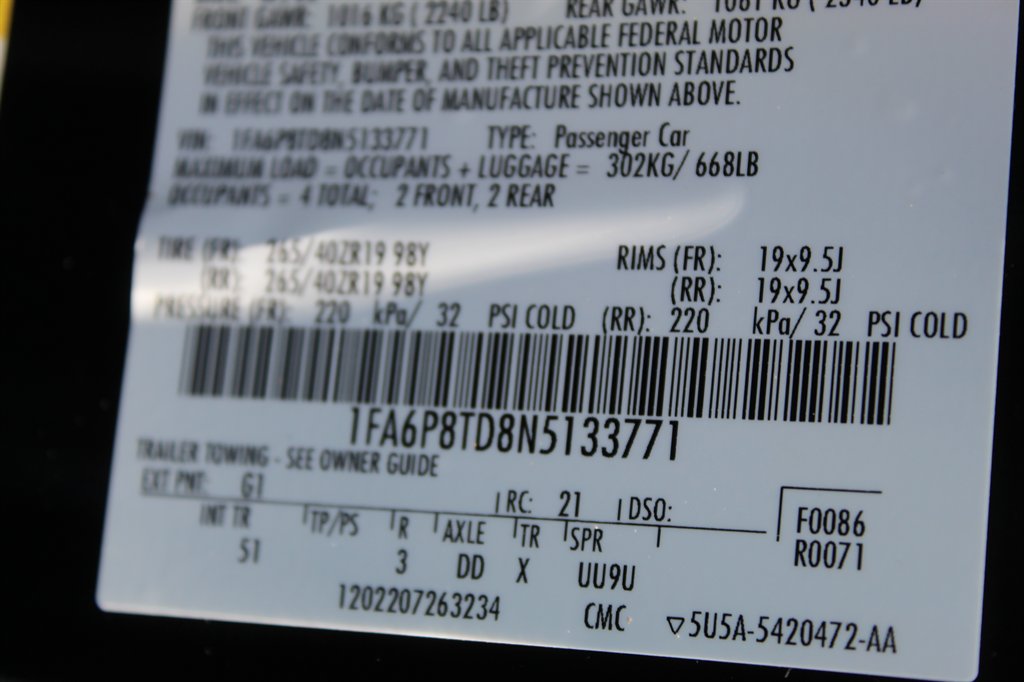 FRONT GAWR: 1016 KG ( 2240 LB) REAR GAWR: 1061 KG ( 2340 LB)
THIS VEHICLE CONFORMS TO ALL APPLICABLE FEDERAL MOTOR
VEHICLE SAFETY, BUMPER, AND THEFT PREVENTION STANDARDS
IN EFFECT ON THE DATE OF MANUFACTURE SHOWN ABOVE.
VIN: 1FA6P8TD8N5133771 TYPE: Passenger Car
MAXIMUM LOAD = OCCUPANTS + LUGGAGE = 302KG/ 668LB
OCCUPANTS = 4 TOTAL; 2 FRONT, 2 REAR
TIRE (FR): 265/40ZR19 98Y RIMS (FR): 19x9.5J
(RR): 265/40ZR19 98Y (RR): 19x9.5J
PRESSURE (FR): 220 kPa/ 32 PSI COLD (RR): 220 kPa/ 32 PSI COLD
1FA6P8TD8N5133771
TRAILER TOWING - SEE OWNER GUIDE
EXT PNT: G1 RC: 21 DSO:
INT TR TP/PS R AXLE TR SPR
51 3 DD X UU9U
F0086
R0071
1202207263234 CMC ▽5U5A-5420472-AA